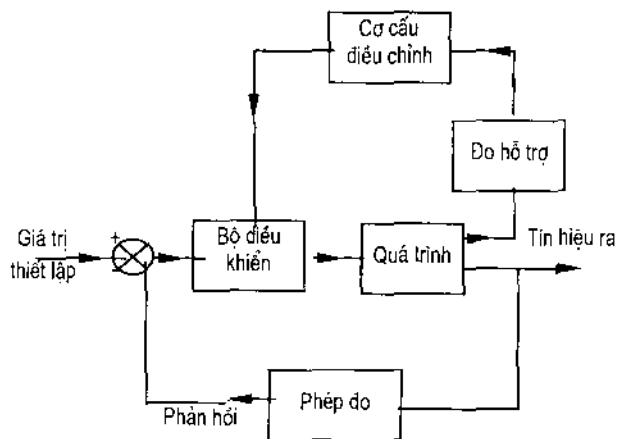 Cơ cấu
điều chỉnh
Đo hỗ trợ
Giá trị
thiết lập
+
-
Bộ điều
khiển
Quá trình
Tín hiệu ra
Phản hồi
Phép đo